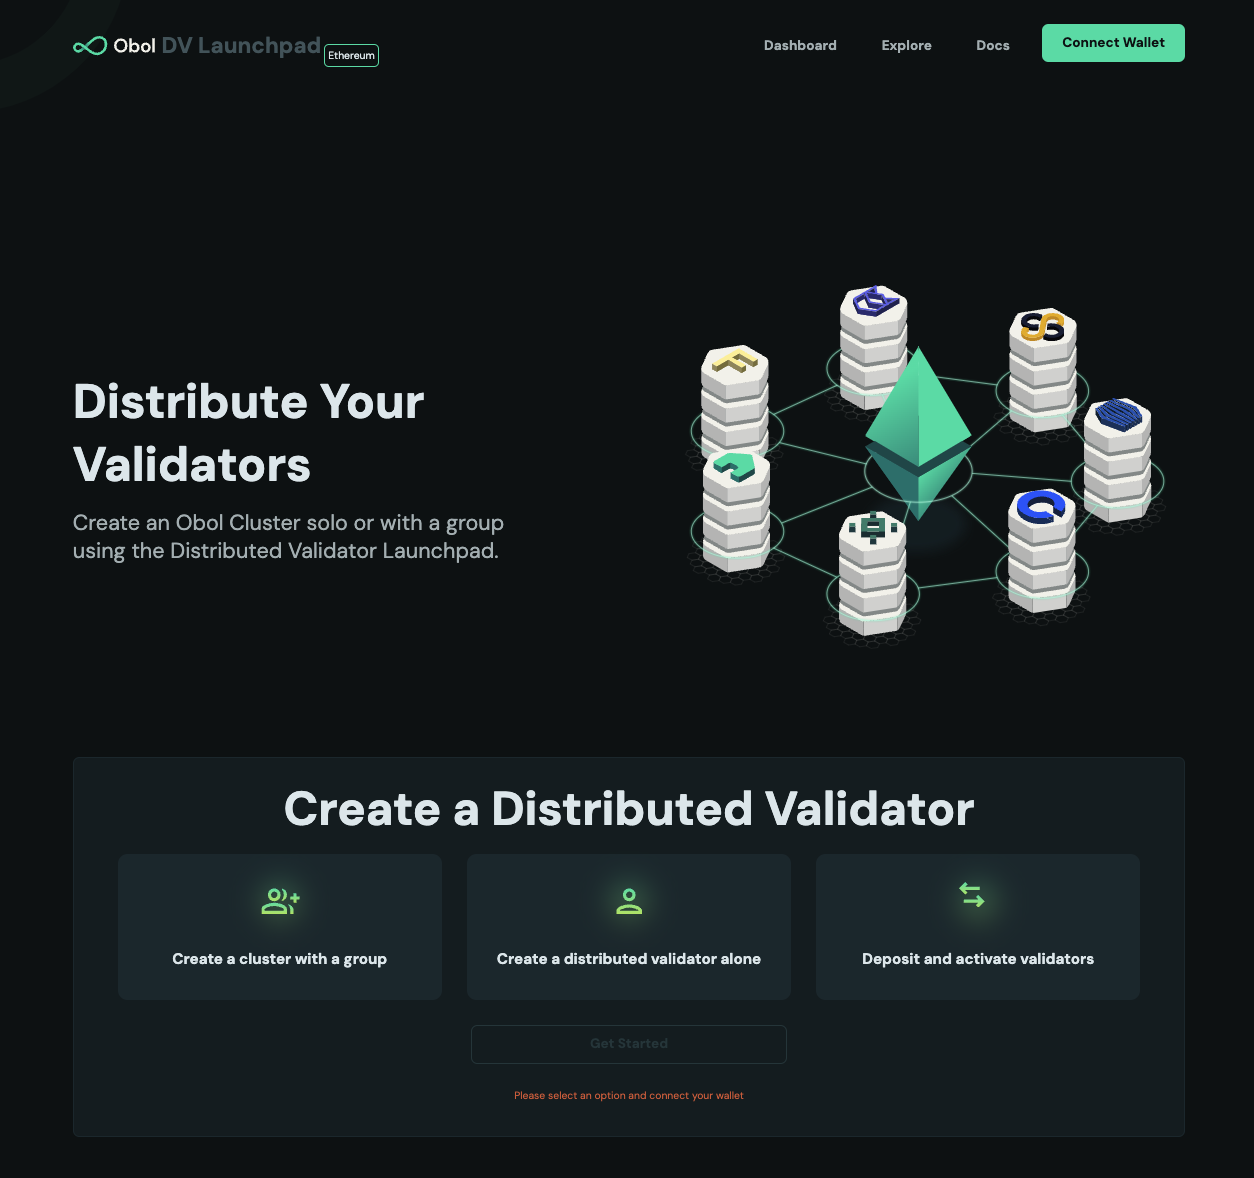 Obol DV Launchpad
Ethereum
Dashboard
Explore
Docs
Connect Wallet
Distribute Your
Validators
Create an Obol Cluster solo or with a group
using the Distributed Validator Launchpad.
Create a Distributed Validator
Create a cluster with a group
Create a distributed validator alone
Deposit and activate validators
Get Started
Please select an option and connect your wallet